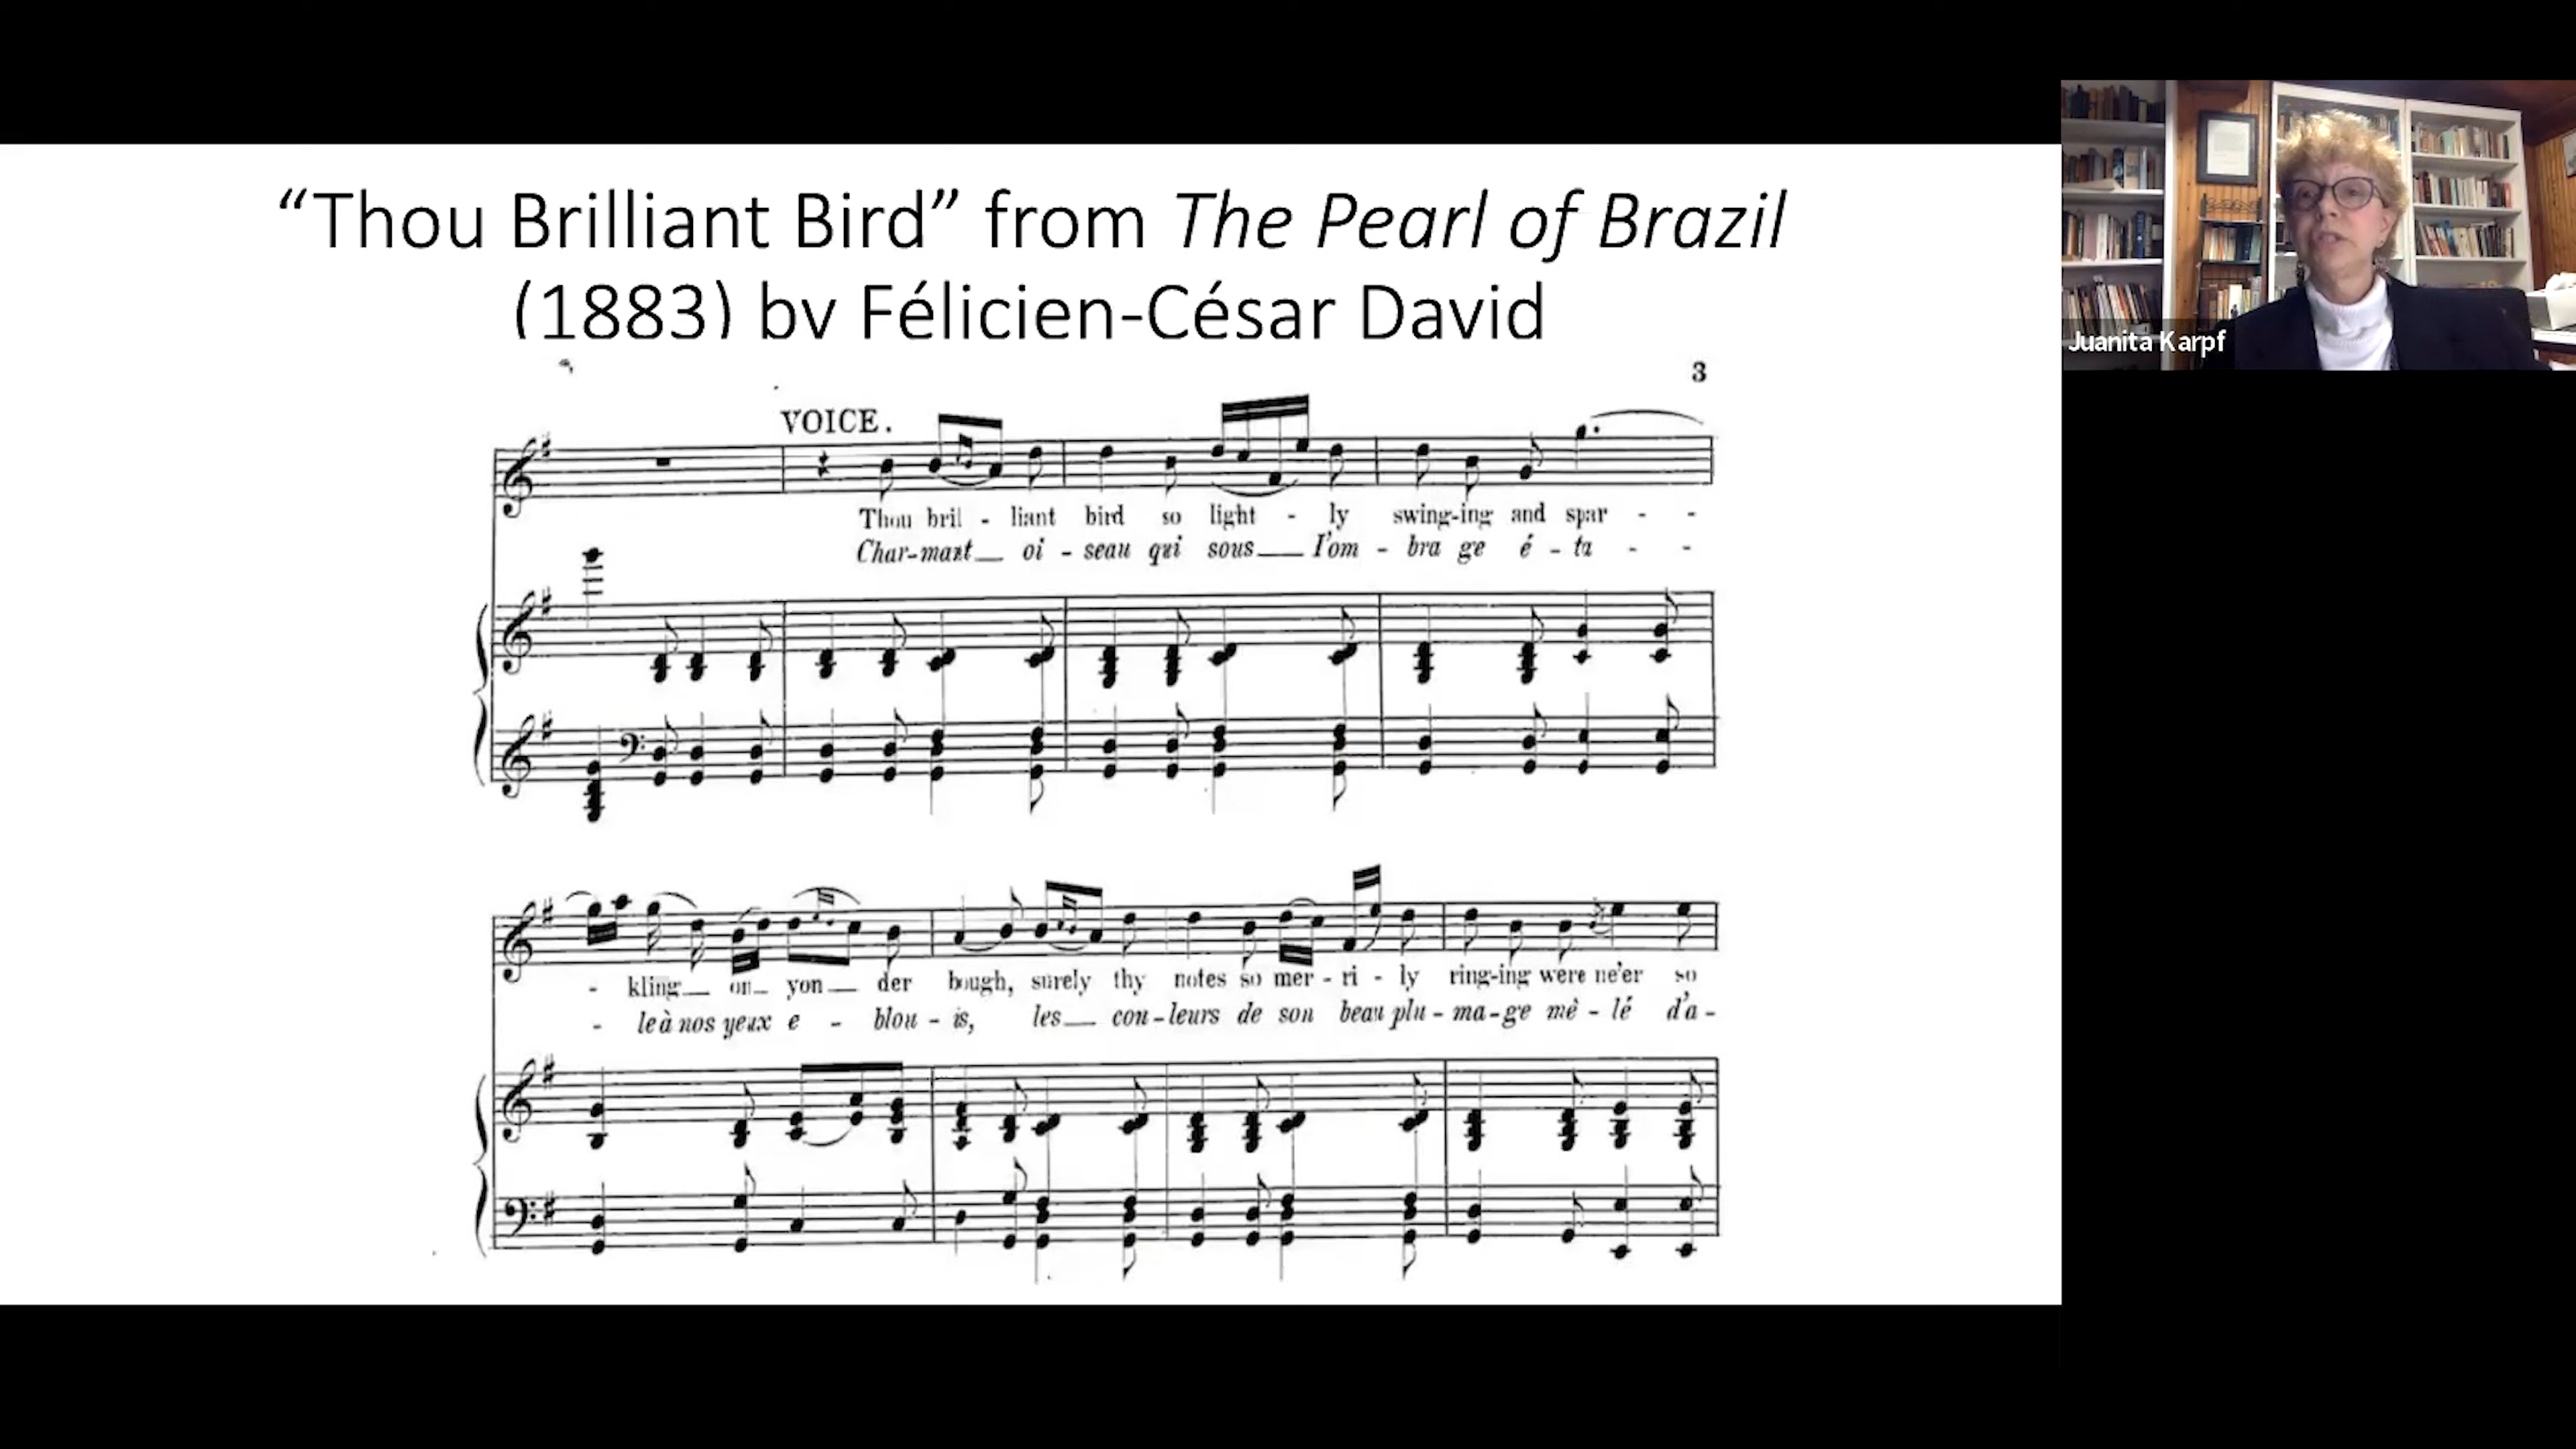 “Thou Brilliant Bird” from The Pearl of Brazil
(1883) by Félicien-César David
Juanita Karpf
3
VOICE.
Thou bril - liant bird so light - ly swing-ing and spar - -
Char-mant oi - seau qui sous I'om - bra ge é - ta - -
- kling on yon der bough, surely thy notes so mer - ri - ly ring-ing were ne'er so
- le à nos yeux e - blou - is, les cou-leurs de son beau plu - ma-ge mè - lé d'a -